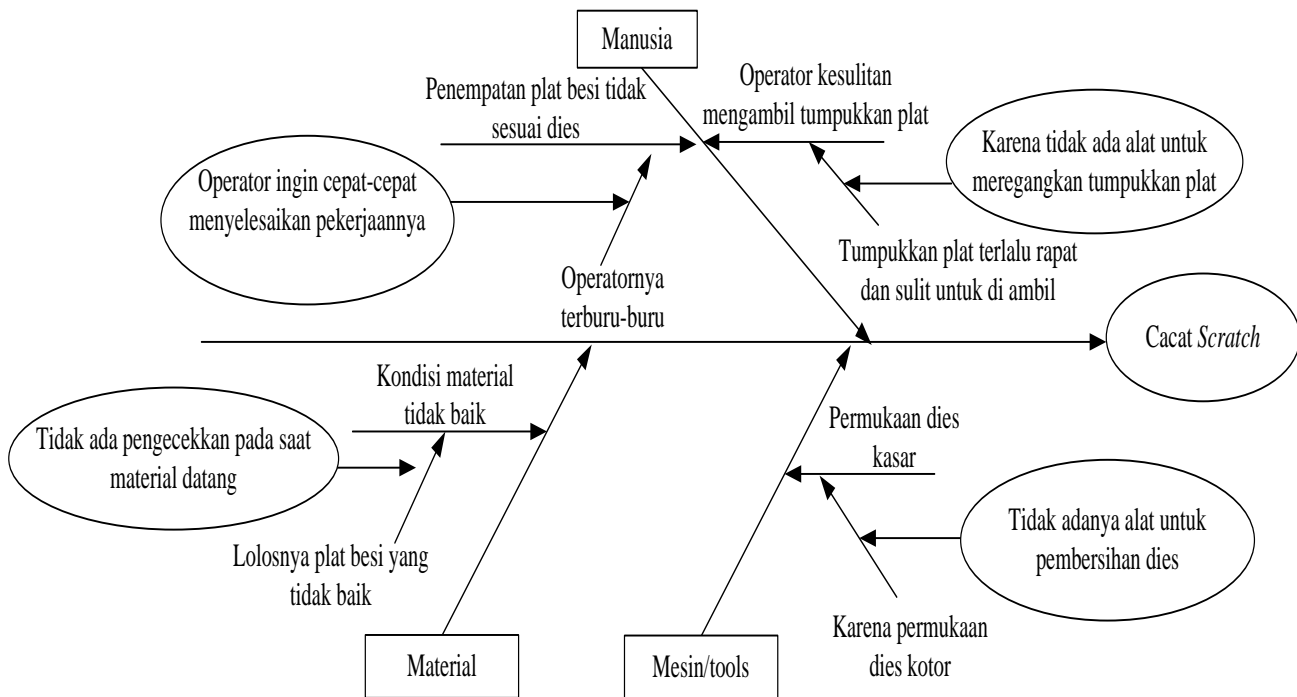 Manusia
Penempatan plat besi tidak
sesuai dies
Operator kesulitan
mengambil tumpukkan plat
Operator ingin cepat-cepat
menyelesaikan pekerjaannya
Karena tidak ada alat untuk
meregangkan tumpukkan plat
Operatornya
terburu-buru
Tumpukkan plat terlalu rapat
dan sulit untuk di ambil
Cacat Scratch
Kondisi material
tidak baik
Tidak ada pengecekkan pada saat
material datang
Lolosnya plat besi yang
tidak baik
Permukaan dies
kasar
Tidak adanya alat untuk
pembersihan dies
Karena permukaan
dies kotor
Material
Mesin/tools